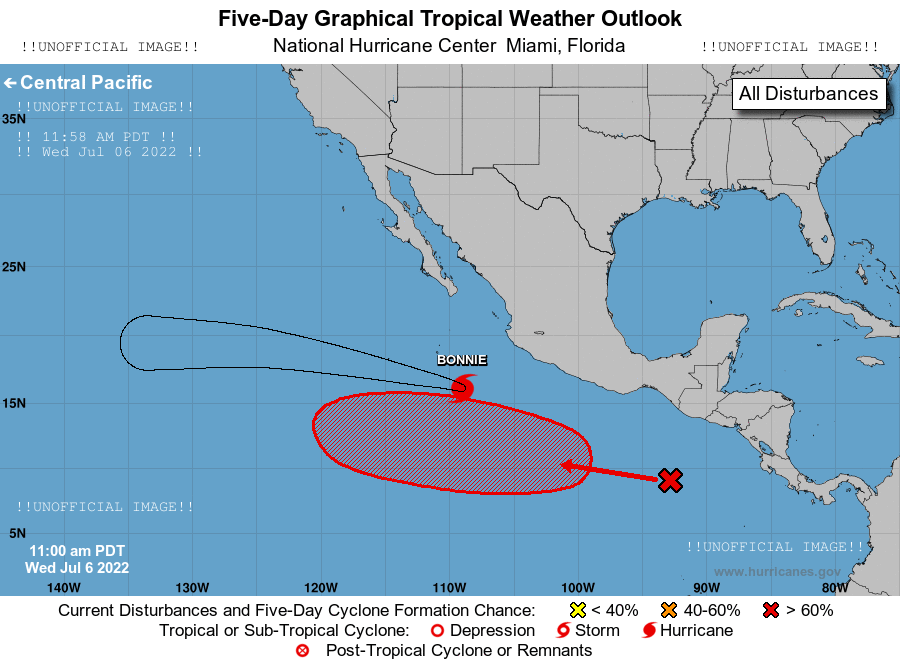 Five-Day Graphical Tropical Weather Outlook
!!UNOFFICIAL IMAGE!! National Hurricane Center  Miami, Florida !!UNOFFICIAL IMAGE!!
← Central Pacific
All Disturbances
!!UNOFFICIAL IMAGE!!
35N
!! 11:58 AM PDT !!
!! Wed Jul 06 2022 !!
25N
BONNIE
15N
!!UNOFFICIAL IMAGE!!
5N
11:00 am PDT
Wed Jul 6 2022
!!UNOFFICIAL IMAGE!!
www.hurricanes.gov
140W 130W 120W 110W 100W 90W 80W
Current Disturbances and Five-Day Cyclone Formation Chance: < 40% 40-60% > 60%
Tropical or Sub-Tropical Cyclone: Depression Storm Hurricane
Post-Tropical Cyclone or Remnants